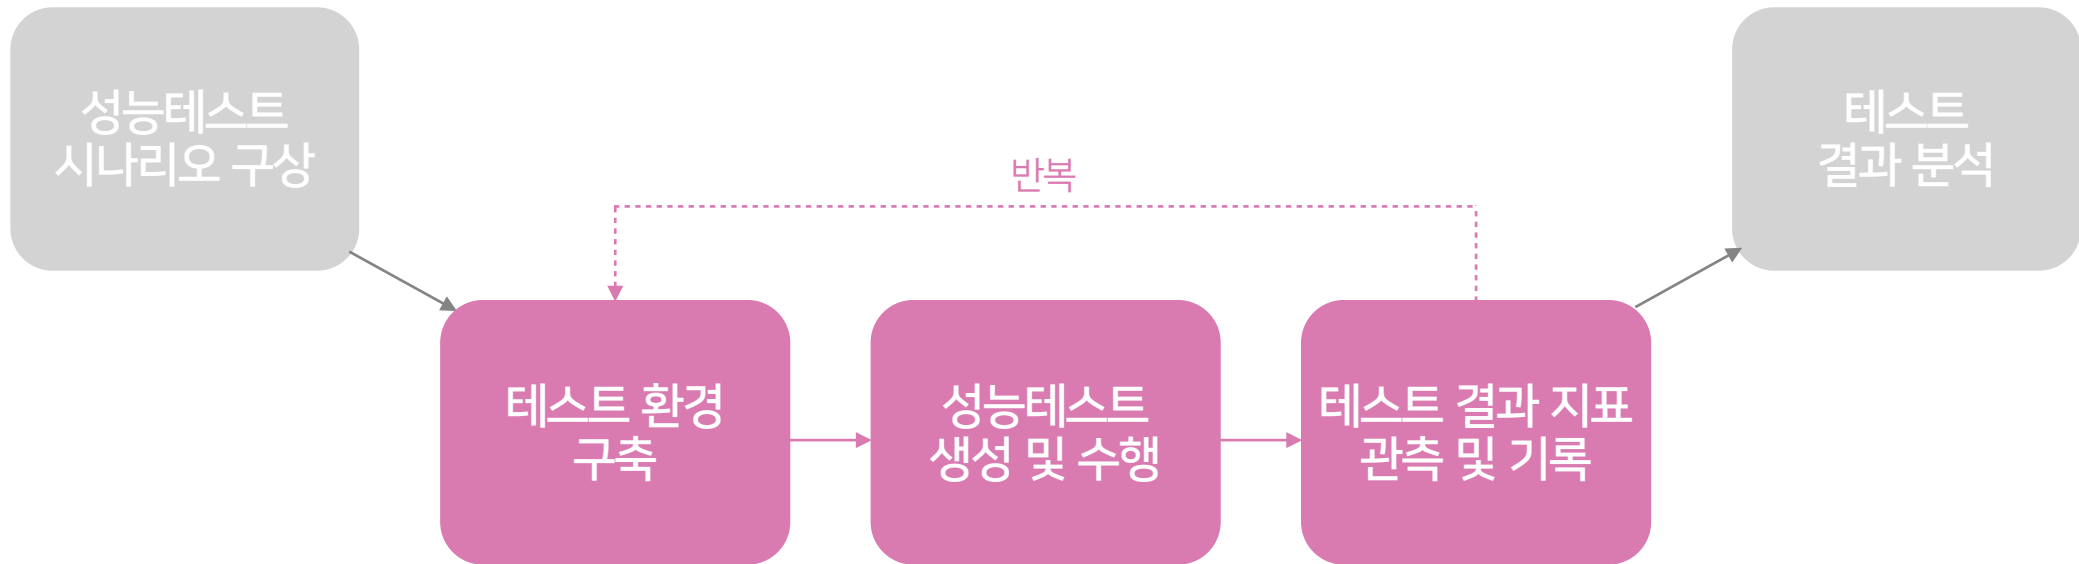 성능테스트
시나리오 구상
테스트
결과 분석
반복
테스트 환경
구축
성능테스트
생성 및 수행
테스트 결과 지표
관측 및 기록